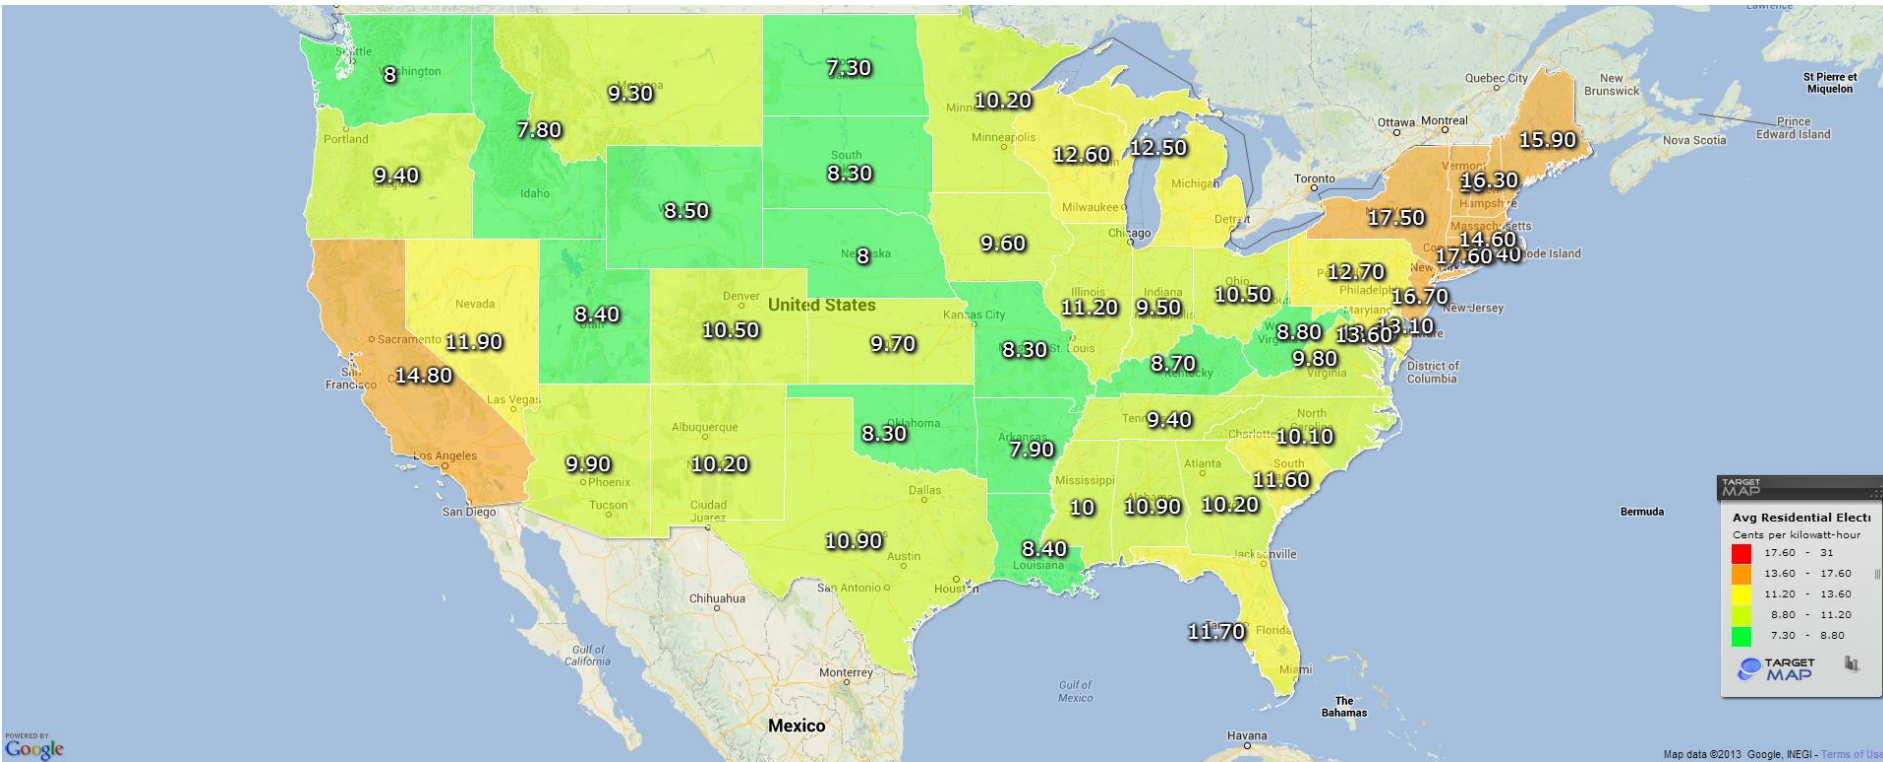 Lawrence
Seattle
8
Washington
9.30
7.30
10.20
Minneapolis
Quebec City
New
Brunswick
St Pierre et
Miquelon
Portland
7.80
Ottawa
Montreal
15.90
Prince
Edward Island
Nova Scotia
9.40
Idaho
8.50
South
8.30
12.60
12.50
Michigan
Toronto
Vermont
16.30
Hampshire
Milwaukee
Detroit
Chicago
17.50
Massachusetts
14.60
17.60
40
ode Island
9.60
8
Nevada
8.40
Denver
10.50
United States
Kansas City
9.70
Illinois
11.20
Indiana
9.50
Ohio
10.50
12.70
Philadelphia
New
16.70
New Jersey
Maryland
Sacramento
11.90
San
Francisco
14.80
Las Vegas
8.30
St. Louis
8.70
Kentucky
8.80
13.60
13.10
9.80
Virginia
District of
Columbia
Albuquerque
Oklahoma
8.30
Arkansas
7.90
9.40
North
Carolina
Charlotte
10.10
Los Angeles
9.90
Phoenix
10.20
Tucson
Ciudad
Juarez
San Diego
Dallas
Mississippi
10
10.90
Atlanta
10.20
South
11.60
Bermuda
10.90
Austin
San Antonio
Houston
8.40
Louisiana
Jacksonville
Chihuahua
11.70
Florida
Miami
Gulf of
California
Monterrey
Gulf of
Mexico
Mexico
The
Bahamas
Havana
TARGET
MAP
Avg Residential Electr
Cents per kilowatt-hour
17.60 - 31
13.60 - 17.60
11.20 - 13.60
8.80 - 11.20
7.30 - 8.80
TARGET
MAP
POWERED BY
Google
Map data ©2013 Google, INEGI - Terms of Use